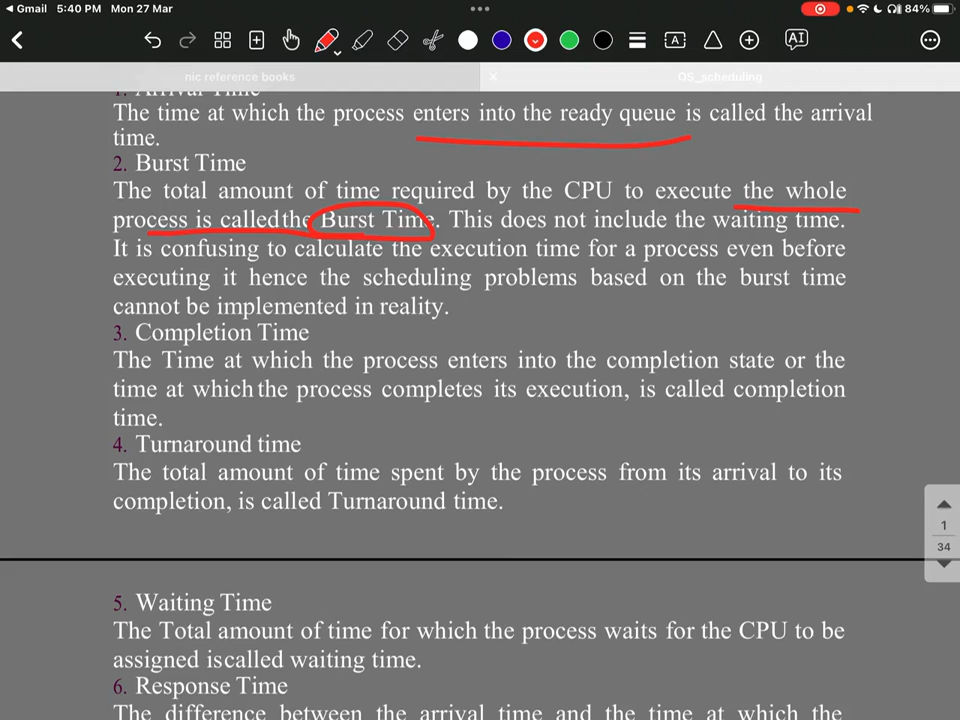 Gmail 5:40 PM Mon 27 Mar 84%
A AI
nic reference books QS_scheduling
1. Arrival Time
The time at which the process enters into the ready queue is called the arrival
time.
2. Burst Time
The total amount of time required by the CPU to execute the whole
process is calledthe Burst Time. This does not include the waiting time.
It is confusing to calculate the execution time for a process even before
executing it hence the scheduling problems based on the burst time
cannot be implemented in reality.
3. Completion Time
The Time at which the process enters into the completion state or the
time at whichthe process completes its execution, is called completion
time.
4. Turnaround time
The total amount of time spent by the process from its arrival to its
completion, is called Turnaround time.
1
34
5. Waiting Time
The Total amount of time for which the process waits for the CPU to be
assigned iscalled waiting time.
6. Response Time
The difference between the arrival time and the time at which the